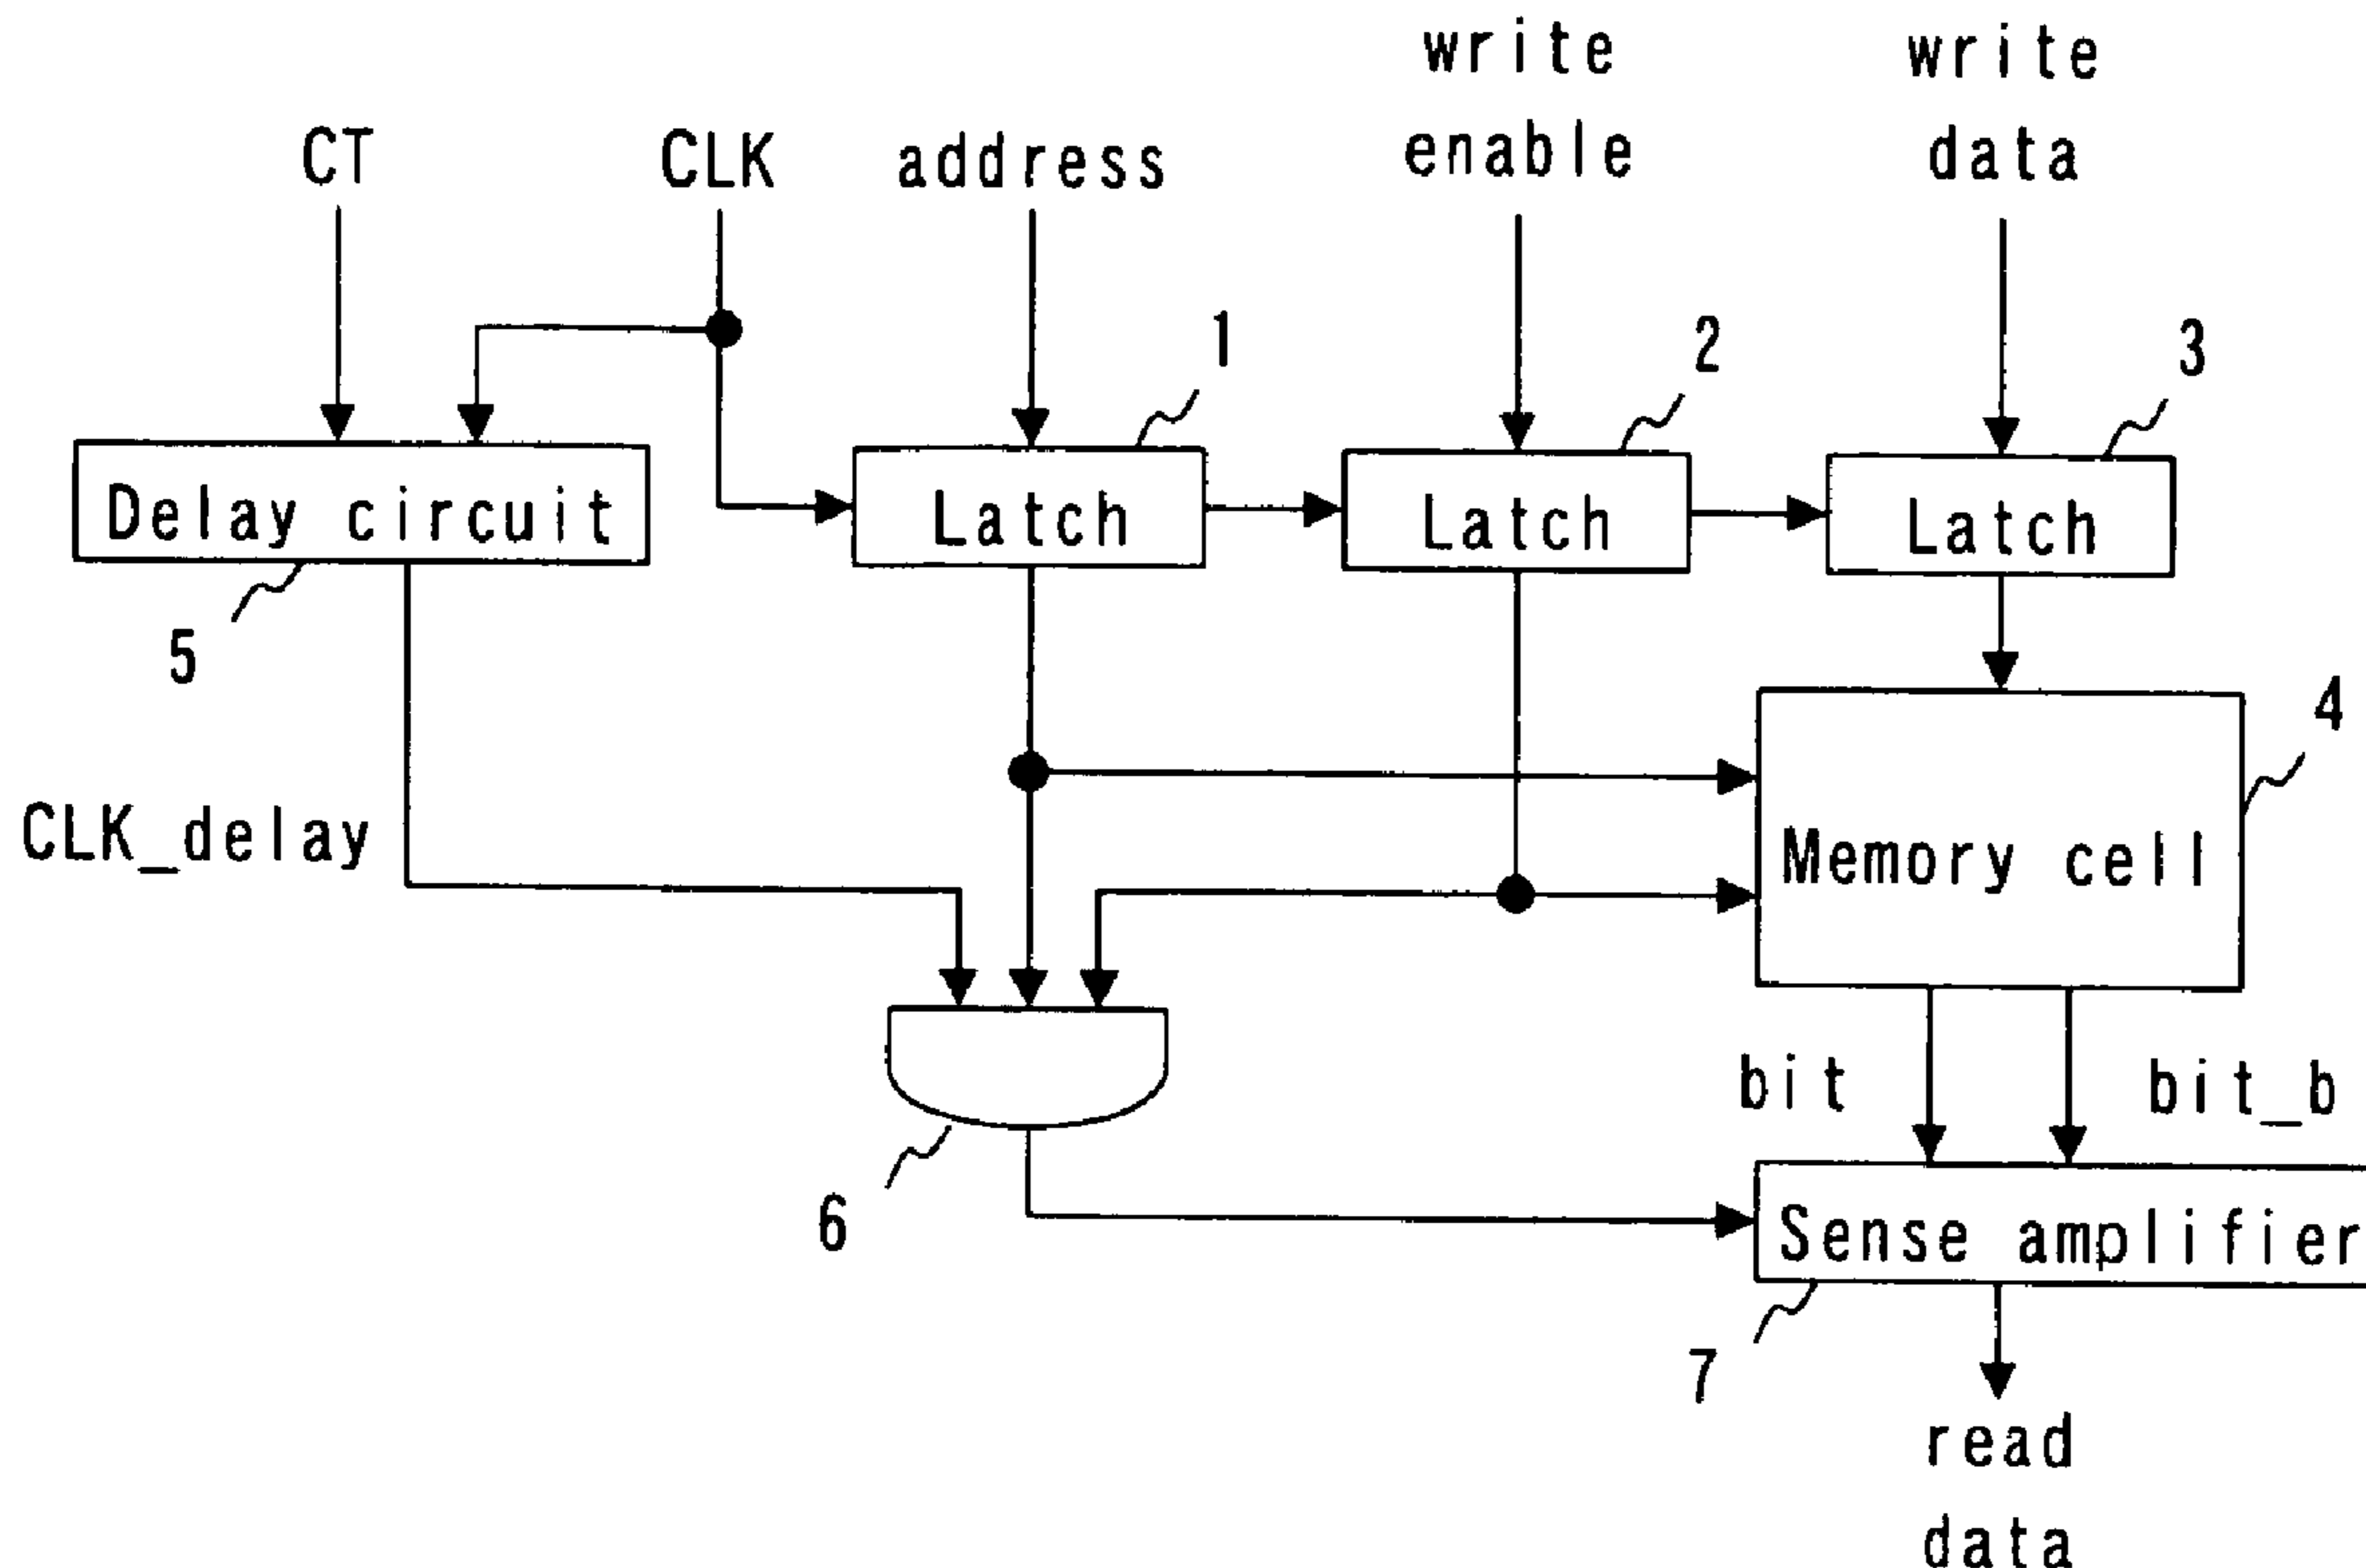 write
enable
write
data
CT
CLK
address
1
2
3
Delay circuit
Latch
Latch
Latch
5
4
CLK_delay
Memory cell
bit
bit_b
6
Sense amplifier
7
read
data